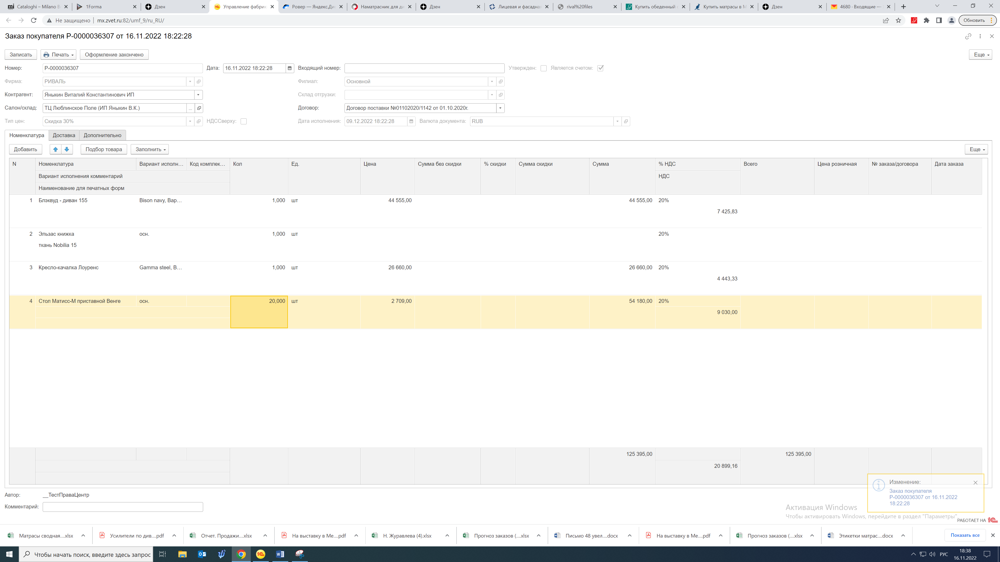 Cataloghi – Milano B
1Forma
Дзен
Управление фабрик
Ровер — Яндекс.Дис
Наматрасник для ди
Дзен
Лицевая и фасадная
rival%20files
Купить обеденный с
Купить матрасы в М
Дзен
4680 · Входящие —
Не защищено
mx.zvet.ru:82/umf_9/ru_RU/
Обновить
Заказ покупателя Р-0000036307 от 16.11.2022 18:22:28
Записать Печать Оформление закончено Еще
Номер: Р-0000036307 Дата: 16.11.2022 18:22:28 Входящий номер: Утвержден: Является счетом:
Фирма: РИВАЛЬ Филиал: Основной
Контрагент: Яныкин Виталий Константинович ИП Склад отгрузки:
Салон/склад: ТЦ Люблинское Поле (ИП Яныкин В.К.) ... Договор: Договор поставки №01102020/1142 от 01.10.2020г.
Тип цен: Скидка 30% НДССверху: Дата исполнения: 09.12.2022 18:22:28 Валюта документа: RUB
Номенклатура Доставка Дополнительно
Добавить Подбор товара Заполнить Еще
N Номенклатура Вариант исполн... Код комплек... Кол Ед. Цена Сумма без скидки % скидки Сумма скидки Сумма % НДС Всего Цена розничная № заказа/договора Дата заказа
Вариант исполнения комментарий НДС
Наименование для печатных форм
1 Блэквуд - диван 155 Bison navy, Вар... 1,000 шт 44 555,00 44 555,00 20%
7 425,83
2 Эльзас книжка осн. 1,000 шт 20%
ткань Nobilia 15
3 Кресло-качалка Лоуренс Gamma steel, В... 1,000 шт 26 660,00 26 660,00 20%
4 443,33
4 Стол Матисс-М приставной Венге осн. 20,000 шт 2 709,00 54 180,00 20%
9 030,00
125 395,00 125 395,00
20 899,16
Автор: __ТестПраваЦентр
Комментарий:
Изменение:
Заказ покупателя
Р-0000036307 от 16.11.2022
18:22:28
Активация Windows
Чтобы активировать Windows, перейдите в раздел "Параметры"
РАБОТАЕТ НА 1С
Матрасы сводная....xlsx
Усилители по див....pdf
Отчет. Продажи....xlsx
На выставку в Ме....pdf
Н. Журавлева (4).xlsx
Прогноз заказов (....xlsx
Письмо 48 увел....docx
На выставку в Ме....pdf
Прогноз заказов (....xlsx
Этикетки матрас....docx
Показать все
Чтобы начать поиск, введите здесь запрос
РУС
18:38
16.11.2022